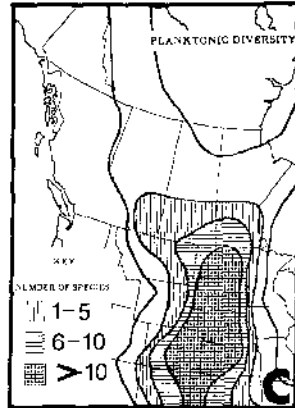 PLANKTONIC DIVERSITY
KEY
NUMBER OF SPECIES
1-5
6-10
>10
C